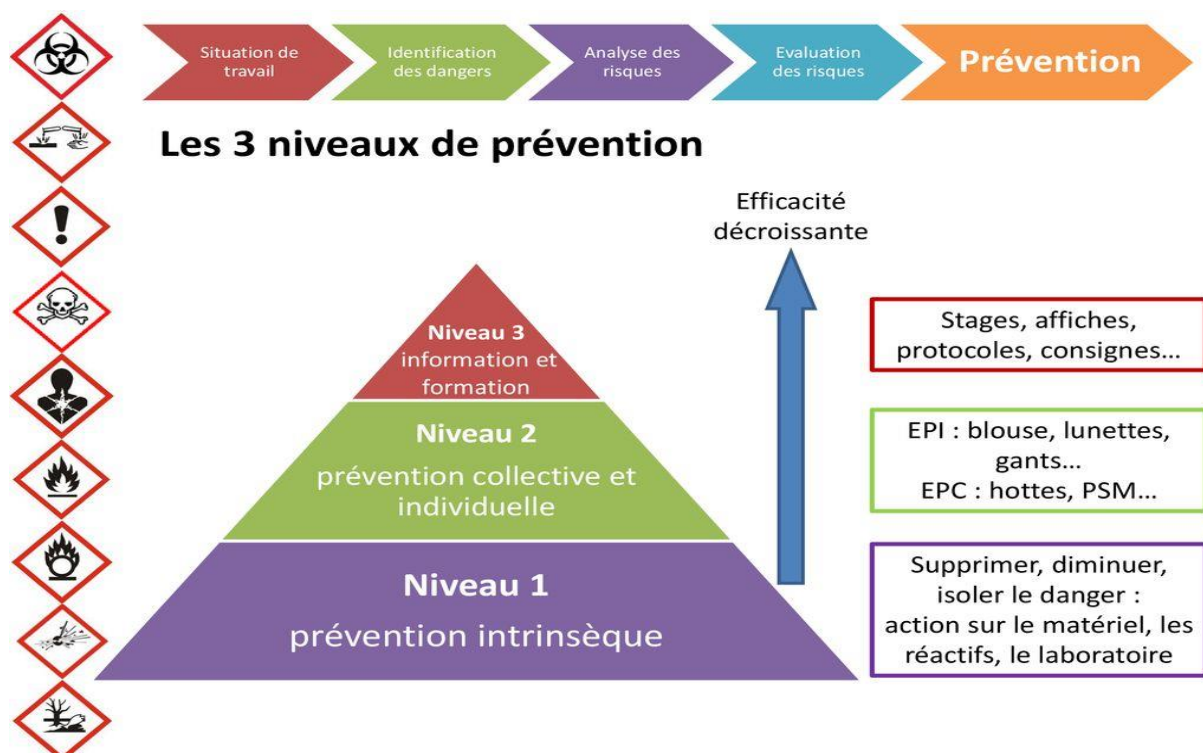 Situation de
travail
Identification
des dangers
Analyse des
risques
Evaluation
des risques
Prévention
Les 3 niveaux de prévention
Efficacité
décroissante
Niveau 3
information et
formation
Stages, affiches,
protocoles, consignes...
Niveau 2
prévention collective et
individuelle
EPI : blouse, lunettes,
gants...
EPC : hottes, PSM...
Niveau 1
prévention intrinsèque
Supprimer, diminuer,
isoler le danger :
action sur le matériel, les
réactifs, le laboratoire